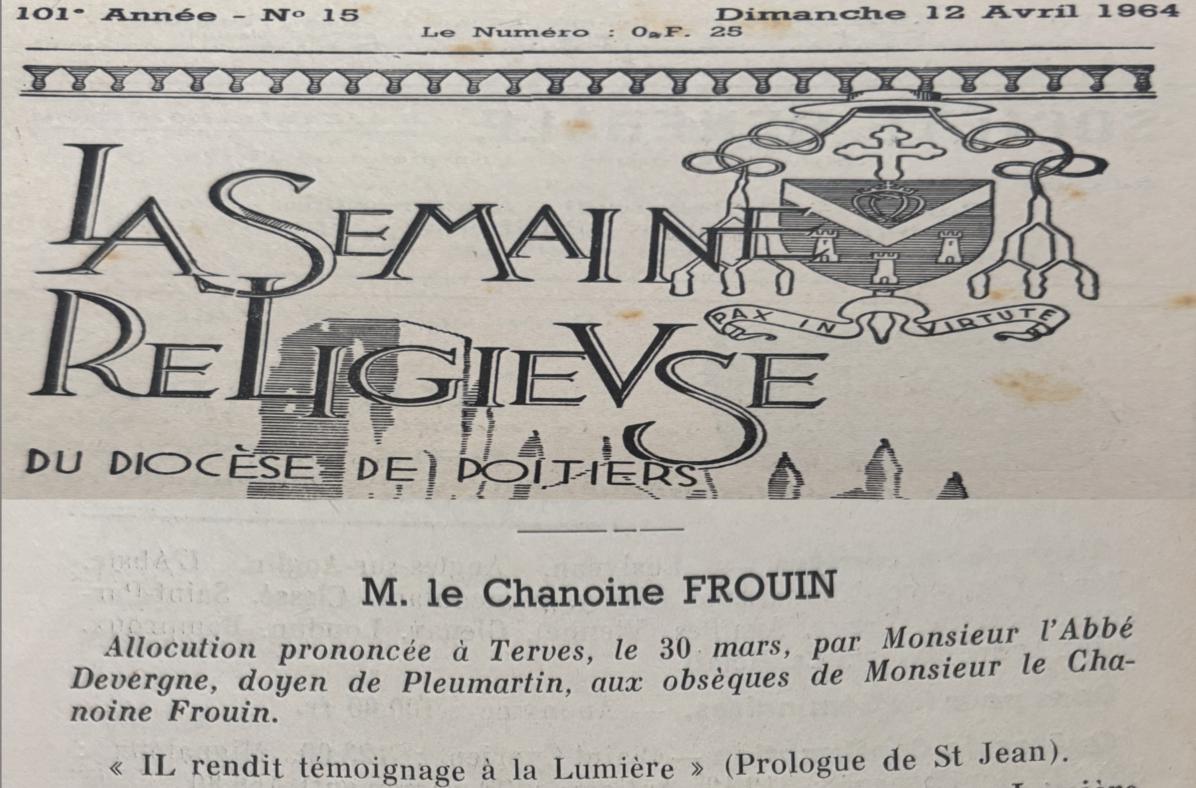 101e Année - No 15
Dimanche 12 Avril 1964
Le Numéro : 0,F. 25
LA SEMAINE
PAX IN VIRTUTE
RELIGIEVSE
DU DIOCÈSE DE POITIERS
M. le Chanoine FROUIN
Allocution prononcée à Terves, le 30 mars, par Monsieur l'Abbé
Devergne, doyen de Pleumartin, aux obsèques de Monsieur le Cha-
noine Frouin.
« IL rendit témoignage à la Lumière » (Prologue de St Jean).